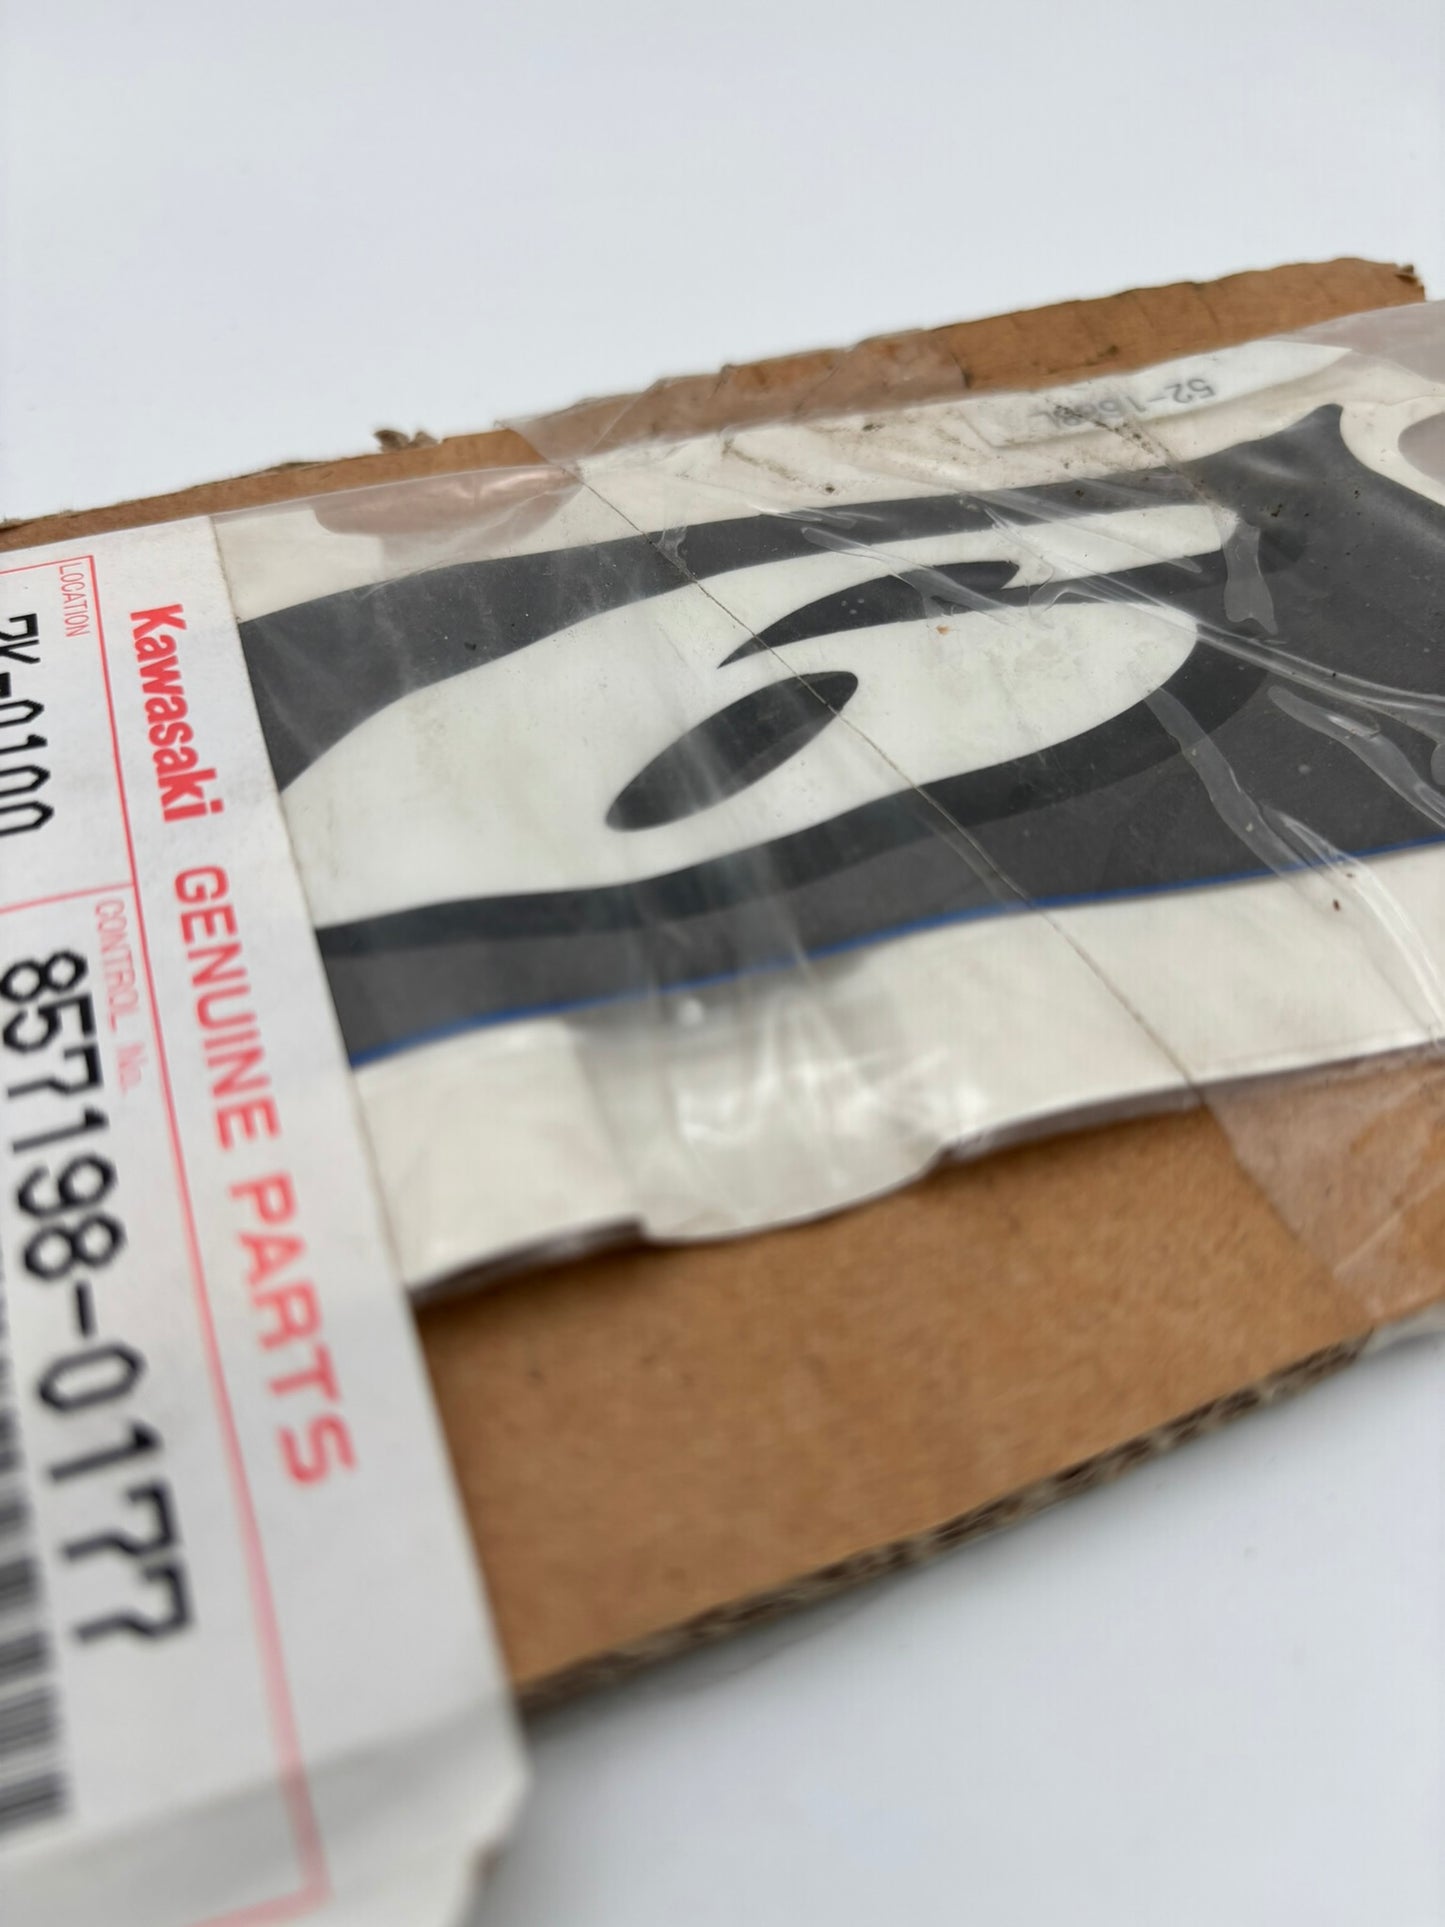 Kawasaki GENUINE PARTS
LOCATION
CONTROL No.
857198-0177